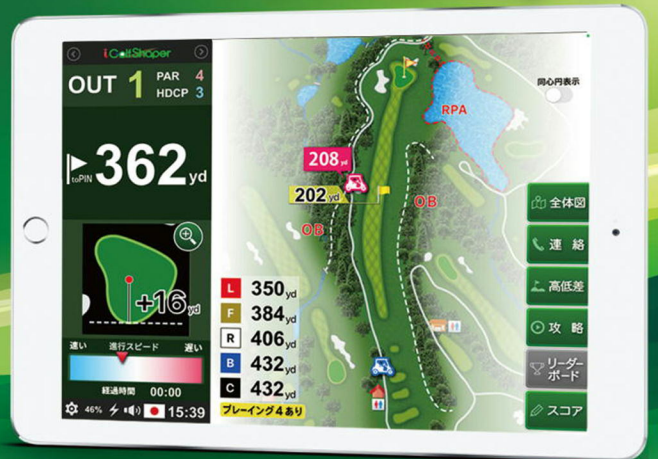 iGolfShaper
OUT 1 PAR 4
HDCP 3
toPIN 362yd
+16yd
速い 進行スピード 遅い
経過時間 00:00
46% 15:39
同心円表示
RPA
208yd
202yd
OB
OB
L 350yd
F 384yd
R 406yd
B 432yd
C 432yd
プレーイング4あり
全体図
連 絡
高低差
攻 略
リーダー
ボード
スコア